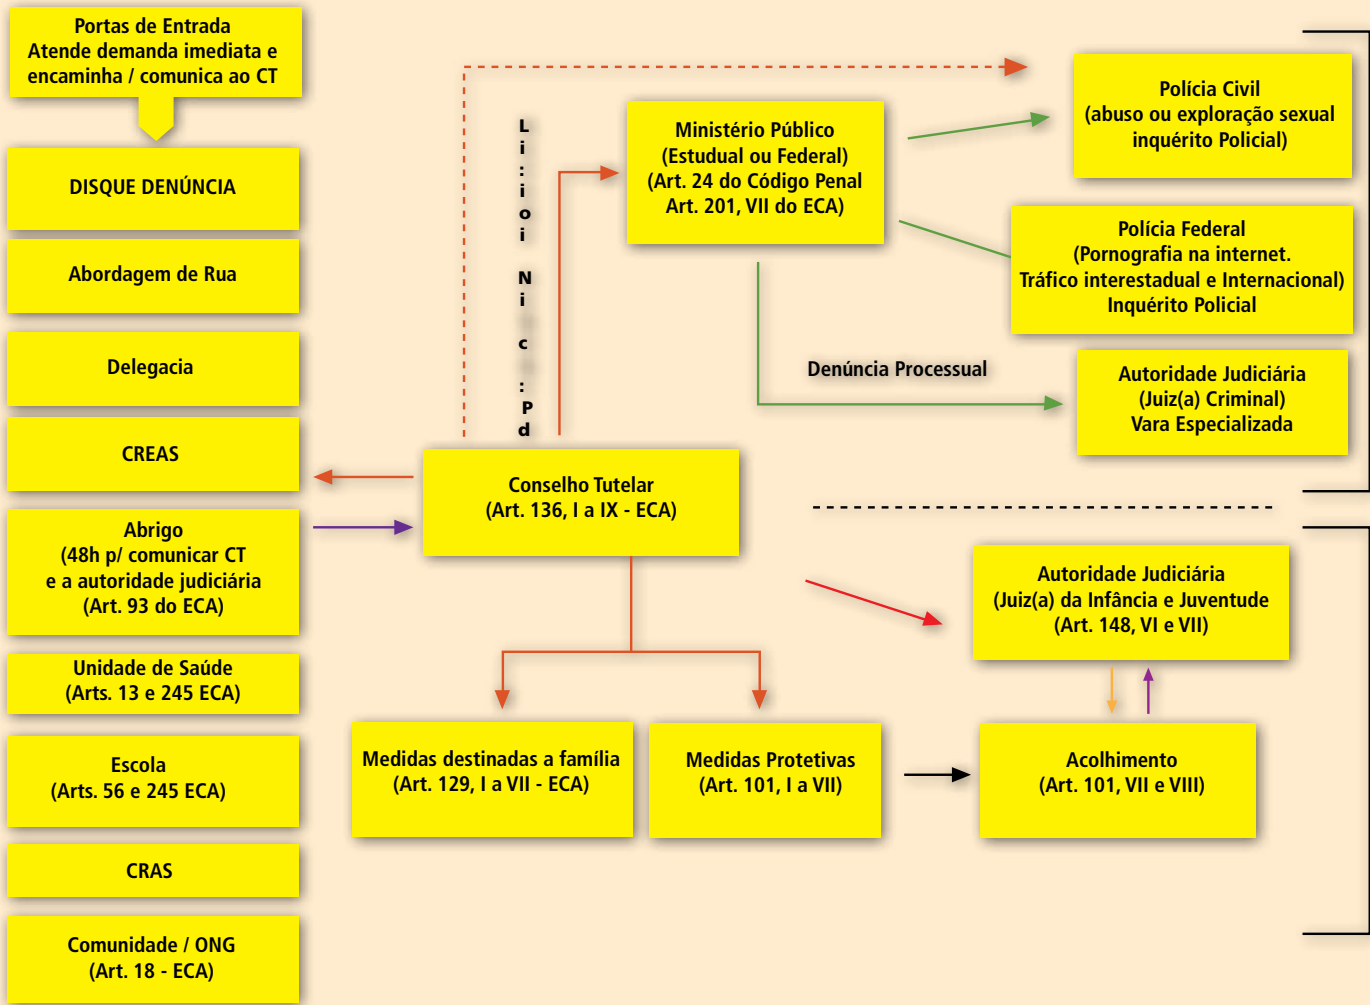 Portas de Entrada
Atende demanda imediata e
encaminha / comunica ao CT
DISQUE DENÚNCIA
Abordagem de Rua
Delegacia
CREAS
Abrigo
(48h p/ comunicar CT
e a autoridade judiciária
(Art. 93 do ECA)
Unidade de Saúde
(Arts. 13 e 245 ECA)
Escola
(Arts. 56 e 245 ECA)
CRAS
Comunidade / ONG
(Art. 18 - ECA)
Conselho Tutelar
(Art. 136, I a IX - ECA)
Medidas destinadas a família
(Art. 129, I a VII - ECA)
Medidas Protetivas
(Art. 101, I a VII)
Ministério Público
(Estudual ou Federal)
(Art. 24 do Código Penal
Art. 201, VII do ECA)
Denúncia Processual
Polícia Civil
(abuso ou exploração sexual
inquérito Policial)
Polícia Federal
(Pornografia na internet.
Tráfico interestadual e Internacional)
Inquérito Policial
Autoridade Judiciária
(Juiz(a) Criminal)
Vara Especializada
Autoridade Judiciária
(Juiz(a) da Infância e Juventude
(Art. 148, VI e VII)
Acolhimento
(Art. 101, VII e VIII)